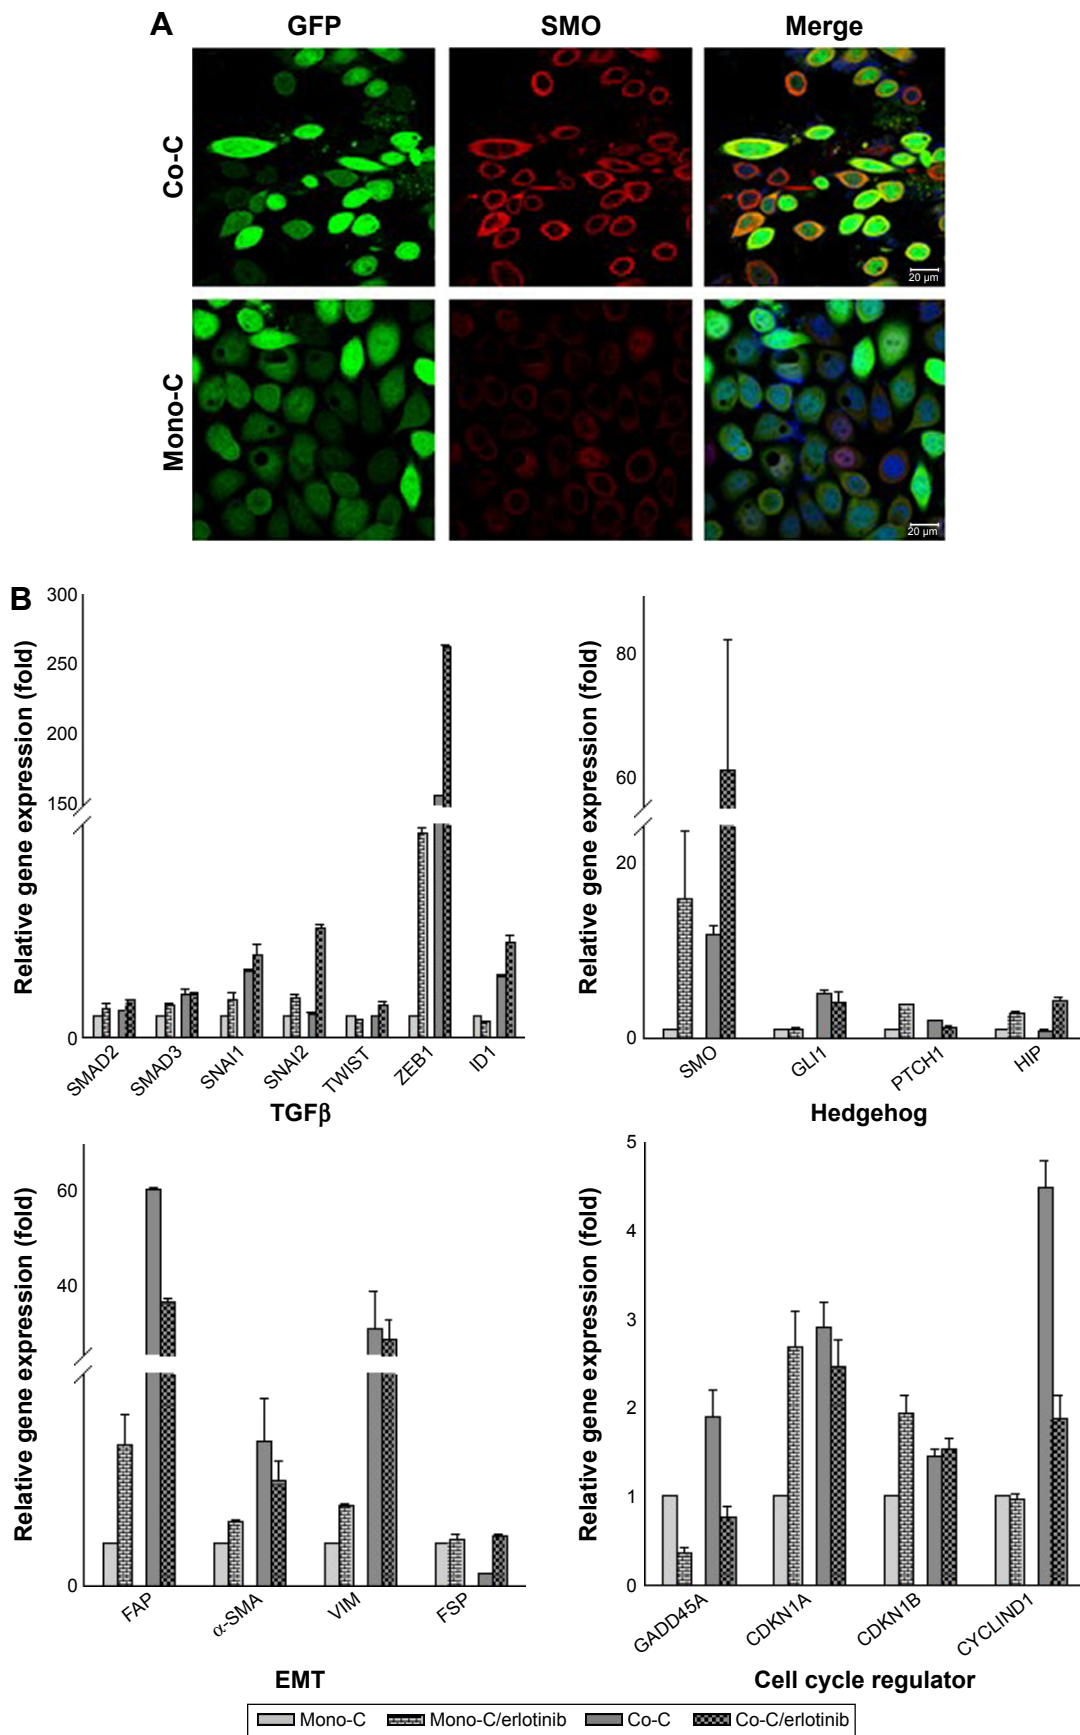 A
GFP SMO Merge
Co-C
20 μm
Mono-C
20 μm
B
Relative gene expression (fold)
300
250
200
150
0
SMAD2 SMAD3 SNAI1 SNAI2 TWIST ZEB1 ID1
TGFβ
Relative gene expression (fold)
80
60
20
0
SMO GLI1 PTCH1 HIP
Hedgehog
Relative gene expression (fold)
60
40
0
FAP α-SMA VIM FSP
EMT
Relative gene expression (fold)
5
4
3
2
1
0
GADD45A CDKN1A CDKN1B CYCLIND1
Cell cycle regulator
Mono-C Mono-C/erlotinib Co-C Co-C/erlotinib